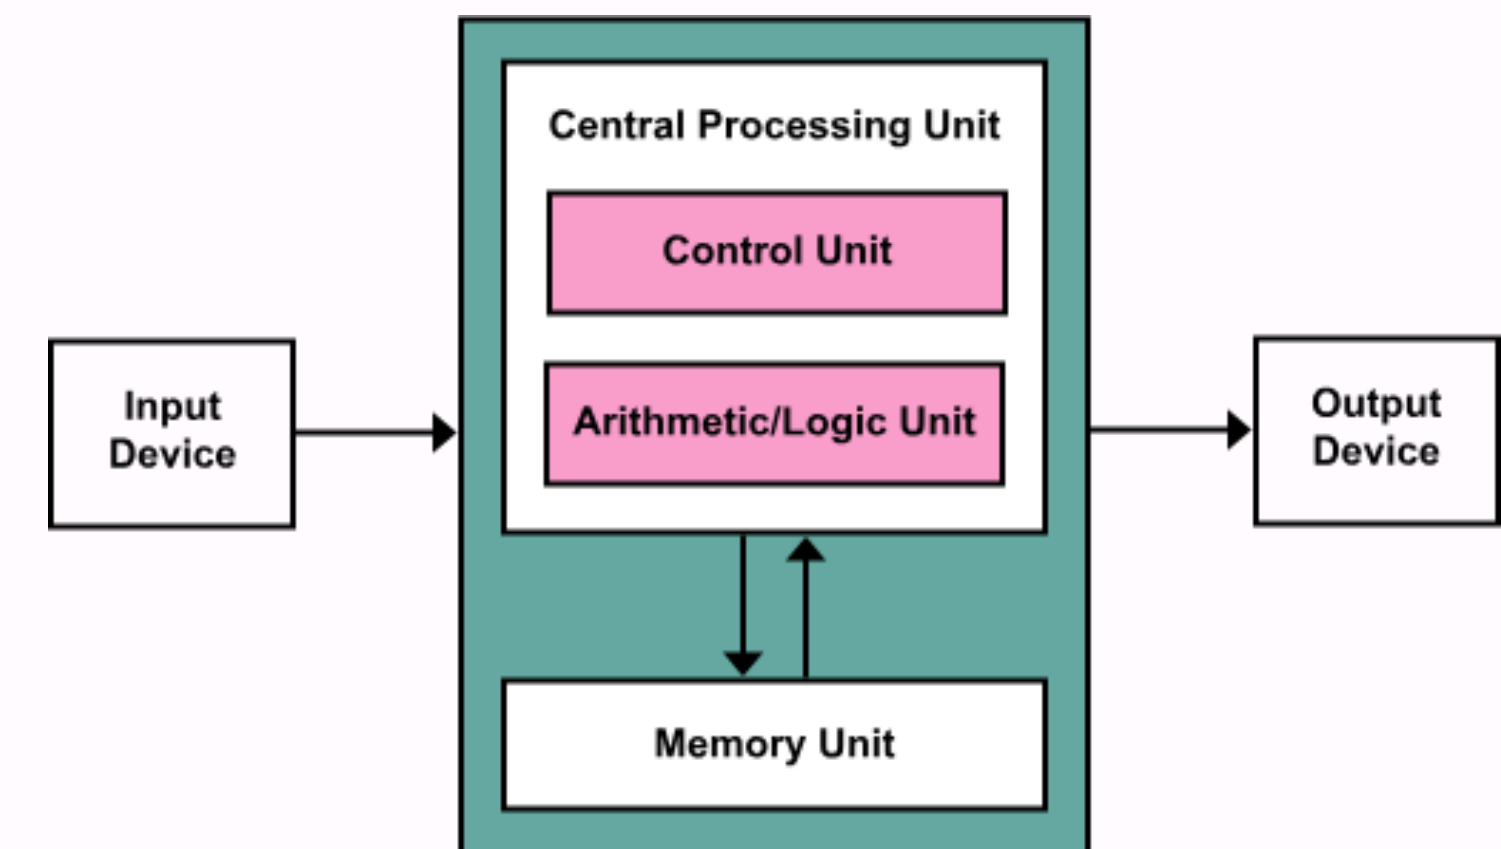 Central Processing Unit
Control Unit
Arithmetic/Logic Unit
Input
Device
Output
Device
Memory Unit